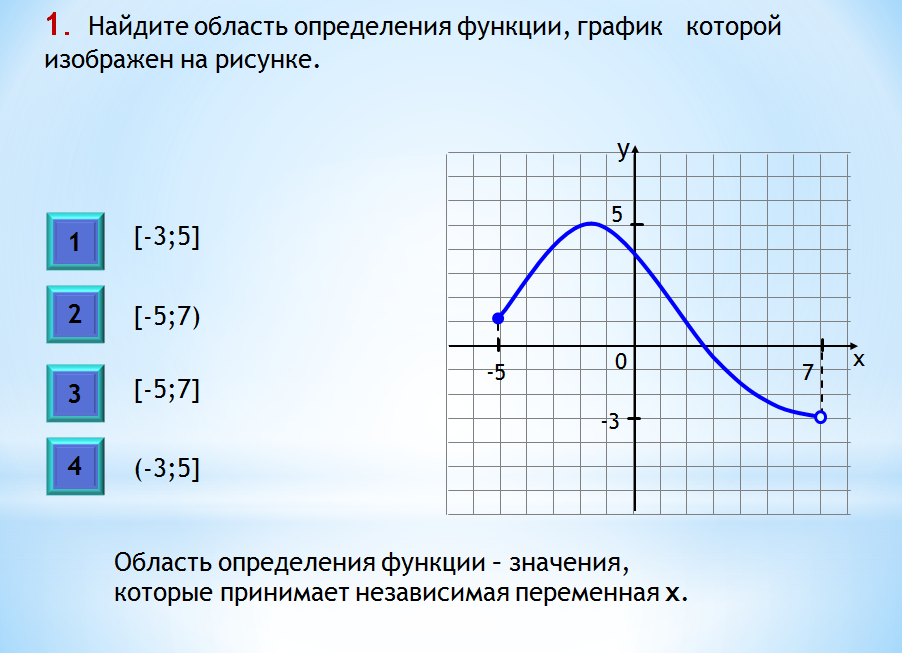 1. Найдите область определения функции, график которой
изображен на рисунке.
1 [-3;5]
2 [-5;7)
3 [-5;7]
4 (-3;5]
y
5
0
x
-5
7
-3
Область определения функции – значения,
которые принимает независимая переменная x.